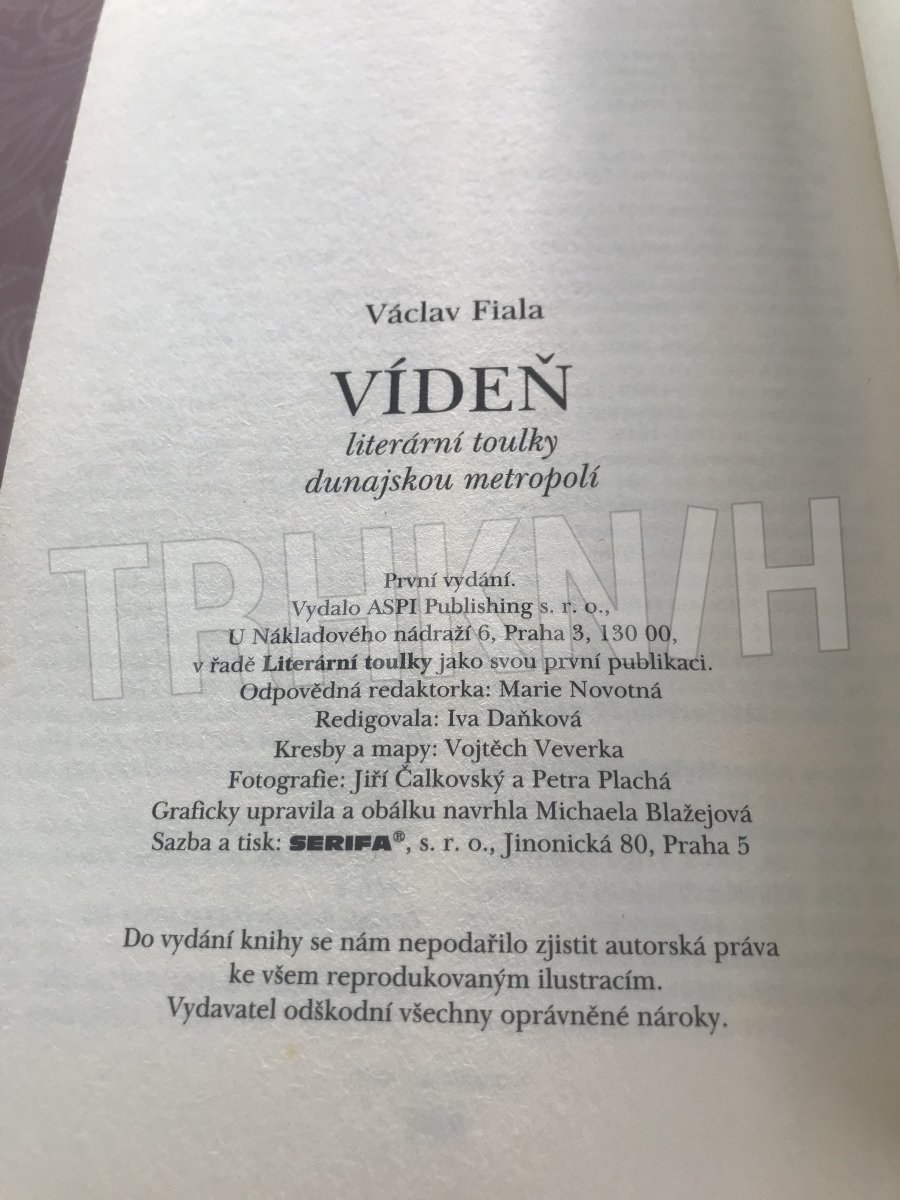 Václav Fiala
VÍDEŇ
literární toulky
dunajskou metropolí
TRHKN/H
První vydání.
Vydalo ASPI Publishing s. r. o.,
U Nákladového nádraží 6, Praha 3, 130 00,
v řadě Literární toulky jako svou první publikaci.
Odpovědná redaktorka: Marie Novotná
Redigovala: Iva Daňková
Kresby a mapy: Vojtěch Veverka
Fotografie: Jiří Čalkovský a Petra Plachá
Graficky upravila a obálku navrhla Michaela Blažejová
Sazba a tisk: SERIFA®, s. r. o., Jinonická 80, Praha 5
Do vydání knihy se nám nepodařilo zjistit autorská práva
ke všem reprodukovaným ilustracím.
Vydavatel odškodní všechny oprávněné nároky.